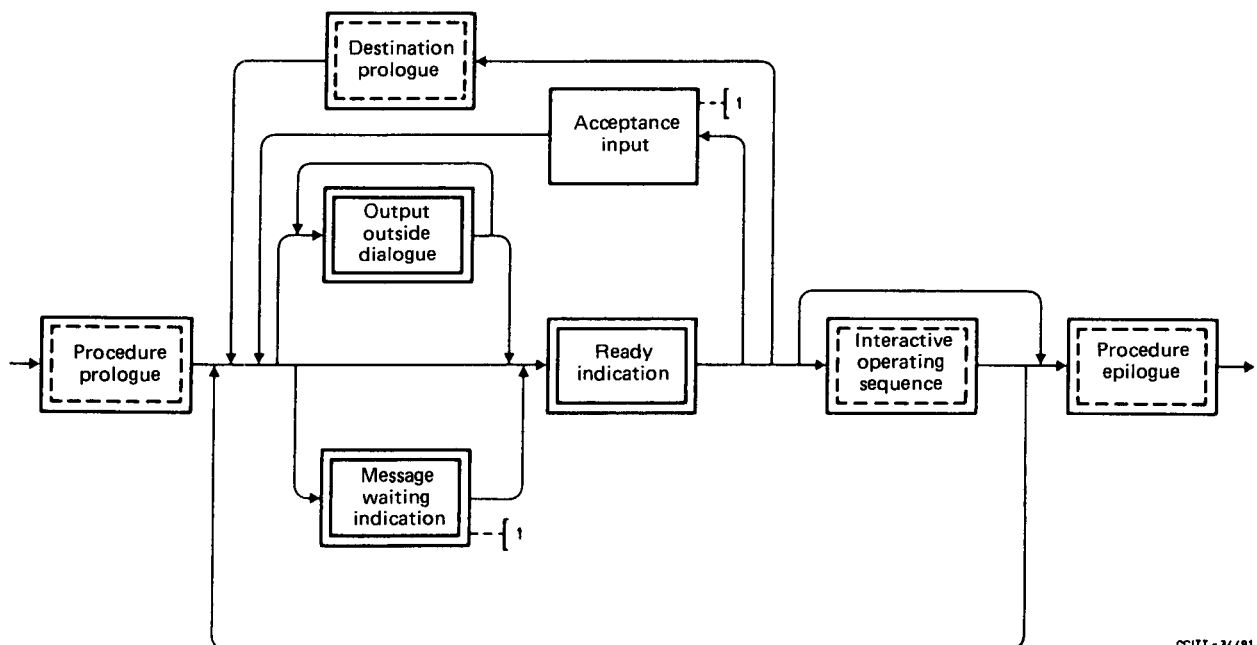 Destination
prologue
1
Acceptance
input
Output
outside
dialogue
Procedure
prologue
Ready
indication
Interactive
operating
sequence
Procedure
epilogue
Message
waiting
indication
1